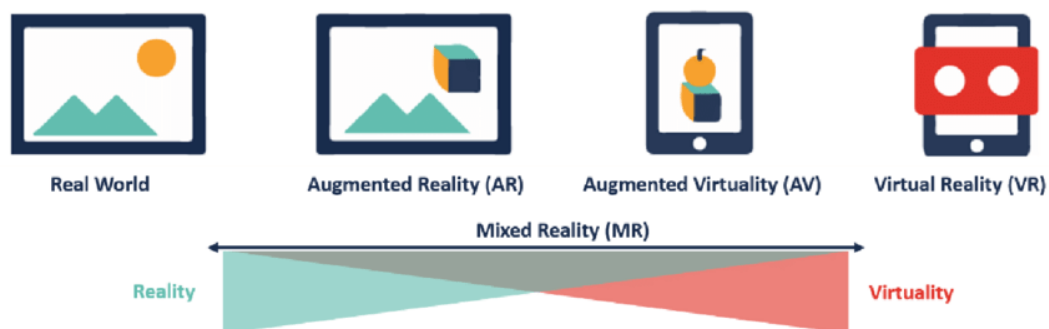 Real World
Augmented Reality (AR)
Augmented Virtuality (AV)
Virtual Reality (VR)
Mixed Reality (MR)
Reality
Virtuality